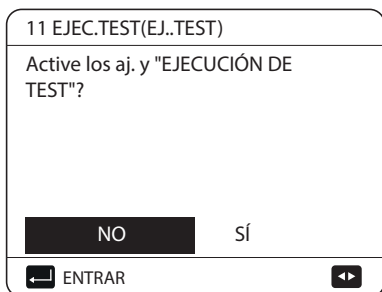 11 EJEC.TEST(EJ..TEST)
Active los aj. y "EJECUCIÓN DE
TEST"?
NO SÍ
ENTRAR